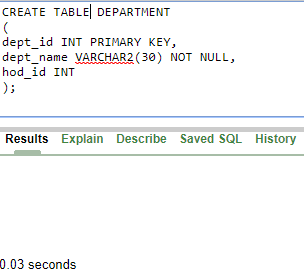 CREATE TABLE DEPARTMENT
(
dept_id INT PRIMARY KEY,
dept_name VARCHAR2(30) NOT NULL,
hod_id INT
);
Results Explain Describe Saved SQL History
0.03 seconds